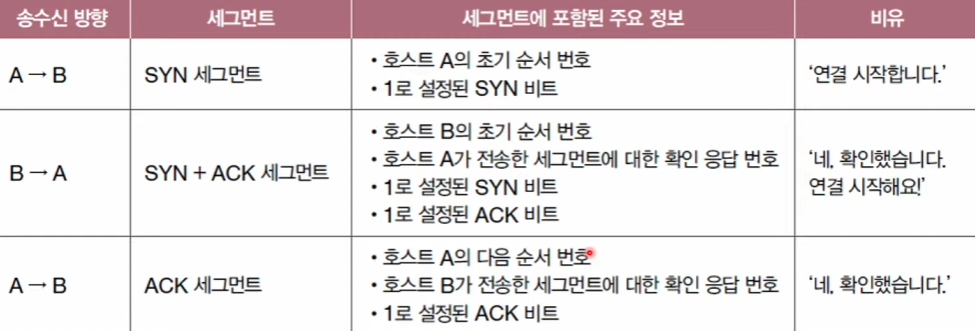 송수신 방향 세그먼트 세그먼트에 포함된 주요 정보 비유
A → B SYN 세그먼트
• 호스트 A의 초기 순서 번호
• 1로 설정된 SYN 비트
‘연결 시작합니다.’
B → A SYN + ACK 세그먼트
• 호스트 B의 초기 순서 번호
• 호스트 A가 전송한 세그먼트에 대한 확인 응답 번호
• 1로 설정된 SYN 비트
• 1로 설정된 ACK 비트
‘네, 확인했습니다.
연결 시작해요!’
A → B ACK 세그먼트
• 호스트 A의 다음 순서 번호
• 호스트 B가 전송한 세그먼트에 대한 확인 응답 번호
• 1로 설정된 ACK 비트
‘네, 확인했습니다.’